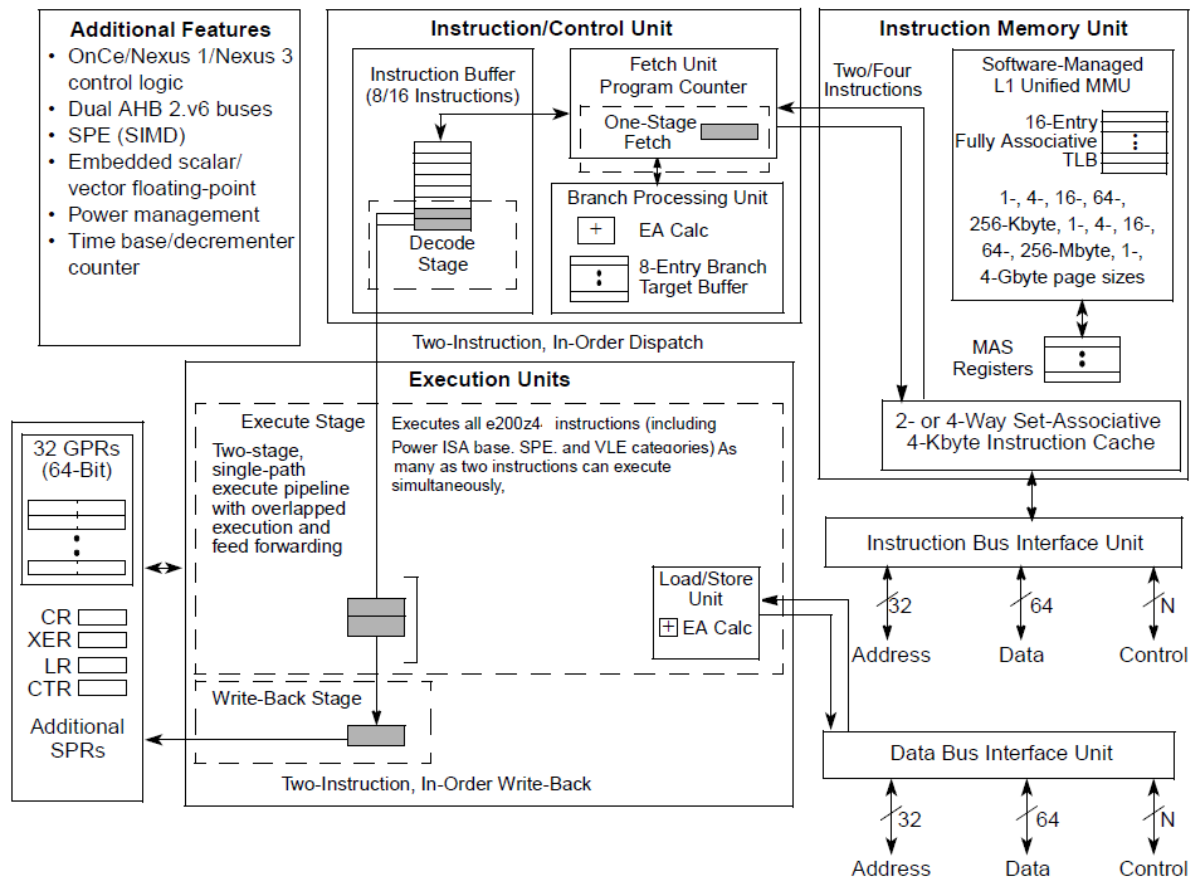 Additional Features
• OnCe/Nexus 1/Nexus 3
control logic
• Dual AHB 2.v6 buses
• SPE (SIMD)
• Embedded scalar/
vector floating-point
• Power management
• Time base/decrementer
counter
Instruction/Control Unit
Instruction Buffer
(8/16 Instructions)
Decode
Stage
Fetch Unit
Program Counter
One-Stage
Fetch
Branch Processing Unit
+
EA Calc
8-Entry Branch
Target Buffer
Two-Instruction, In-Order Dispatch
Two/Four
Instructions
Instruction Memory Unit
Software-Managed
L1 Unified MMU
16-Entry
Fully Associative
TLB
1-, 4-, 16-, 64-,
256-Kbyte, 1-, 4-, 16-,
64-, 256-Mbyte, 1-,
4-Gbyte page sizes
MAS
Registers
2- or 4-Way Set-Associative
4-Kbyte Instruction Cache
Execution Units
Execute Stage
Two-stage,
single-path
execute pipeline
with overlapped
execution and
feed forwarding
Executes all e200z4 instructions (including
Power ISA base, SPE, and VLE categories) As
many as two instructions can execute
simultaneously,
Load/Store
Unit
+ EA Calc
Write-Back Stage
Two-Instruction, In-Order Write-Back
32 GPRs
(64-Bit)
CR
XER
LR
CTR
Additional
SPRs
Instruction Bus Interface Unit
32
64
N
Address
Data
Control
Data Bus Interface Unit
32
64
N
Address
Data
Control